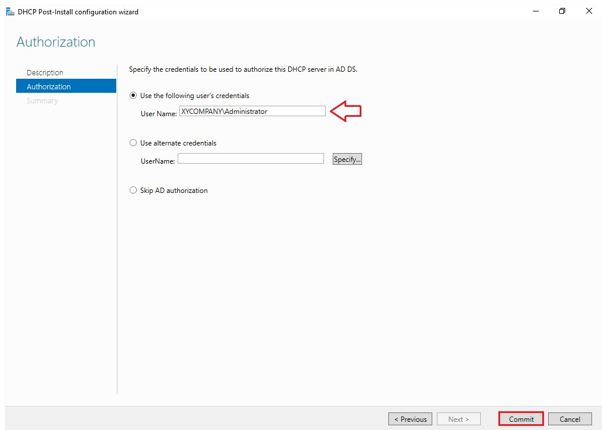 DHCP Post-Install configuration wizard
Authorization
Description
Authorization
Summary
Specify the credentials to be used to authorize this DHCP server in AD DS.
Use the following user's credentials
User Name: XYCOMPANY\Administrator
Use alternate credentials
UserName:
Specify...
Skip AD authorization
< Previous
Next >
Commit
Cancel